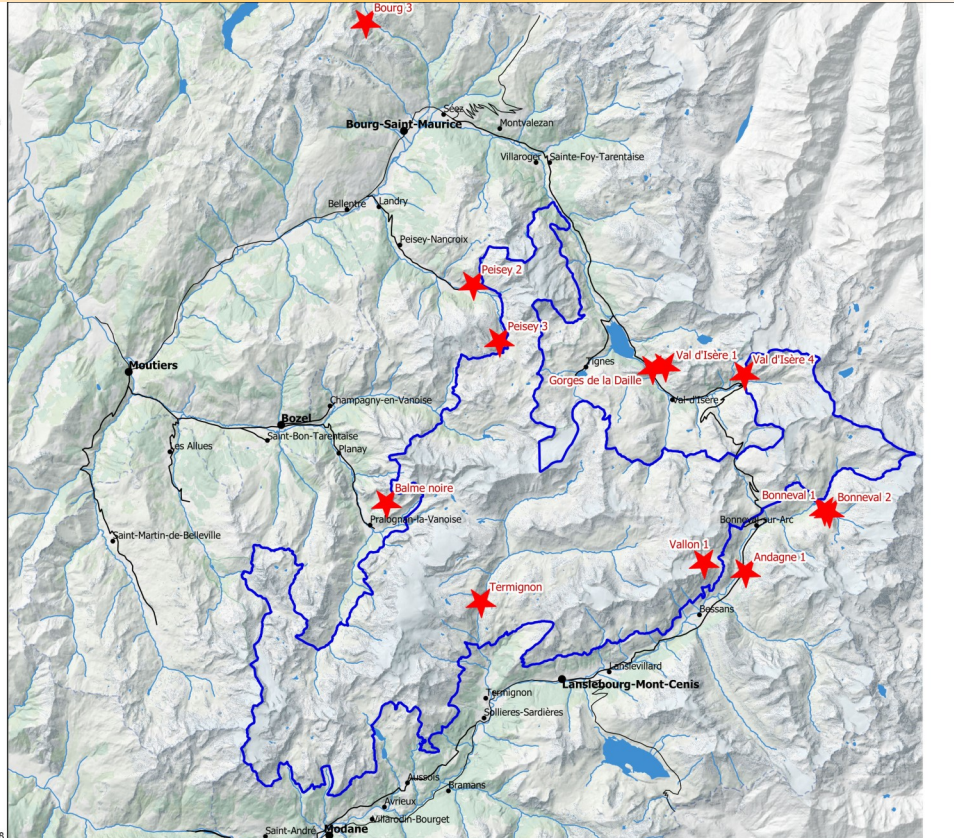 Bourg 3
Séez
Bourg-Saint-Maurice
Montvalezan
Villaroger
Sainte-Foy-Tarentaise
Bellentre
Landry
Peisey-Nancroix
Peisey 2
Peisey 3
Moutiers
Tignes
Val d'Isère 1
Val d'Isère 4
Gorges de la Daille
Val-d'Isère
Champagny-en-Vanoise
Bozel
Saint-Bon-Tarentaise
Les Allues
Planay
Balme noire
Bonneval 1
Bonneval 2
Pralognan-la-Vanoise
Bonneval-sur-Arc
Saint-Martin-de-Belleville
Vallon 1
Andagne 1
Termignon
Bessans
Lanslevillard
Lanslebourg-Mont-Cenis
Termignon
Sollieres-Sardières
Aussois
Bramans
Avrieux
Villarodin-Bourget
Saint-André
Modane